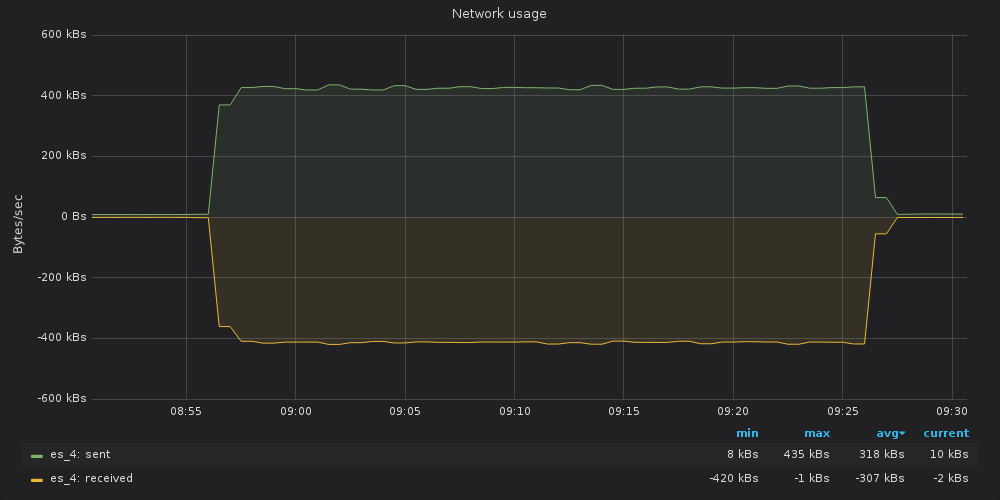 Network usage
600 kBs
400 kBs
200 kBs
0 Bs
-200 kBs
-400 kBs
-600 kBs
Bytes/sec
08:55 09:00 09:05 09:10 09:15 09:20 09:25 09:30
min max avg current
es_4: sent 8 kBs 435 kBs 318 kBs 10 kBs
es_4: received -420 kBs -1 kBs -307 kBs -2 kBs